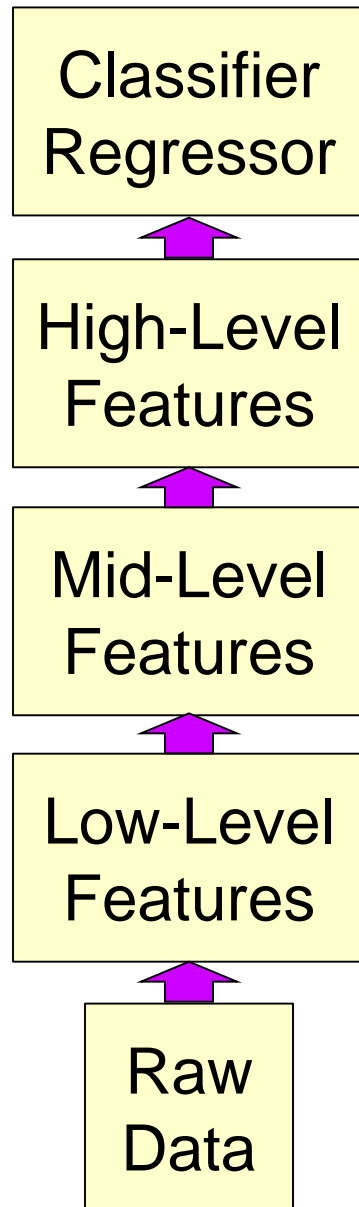 Classifier
Regressor
High-Level
Features
Mid-Level
Features
Low-Level
Features
Raw
Data